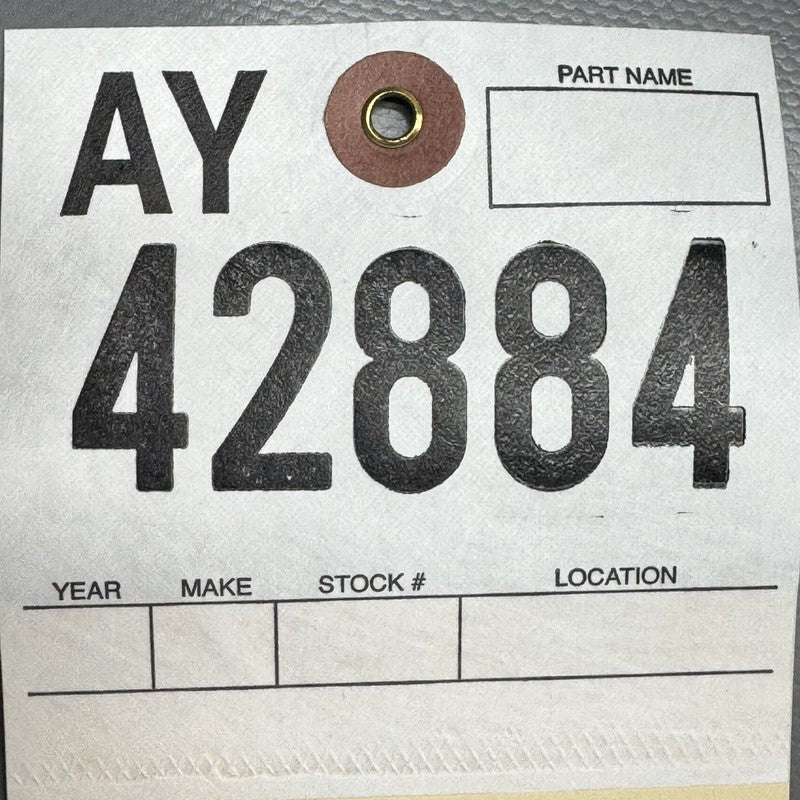 AY
PART NAME
42884
YEAR MAKE STOCK # LOCATION